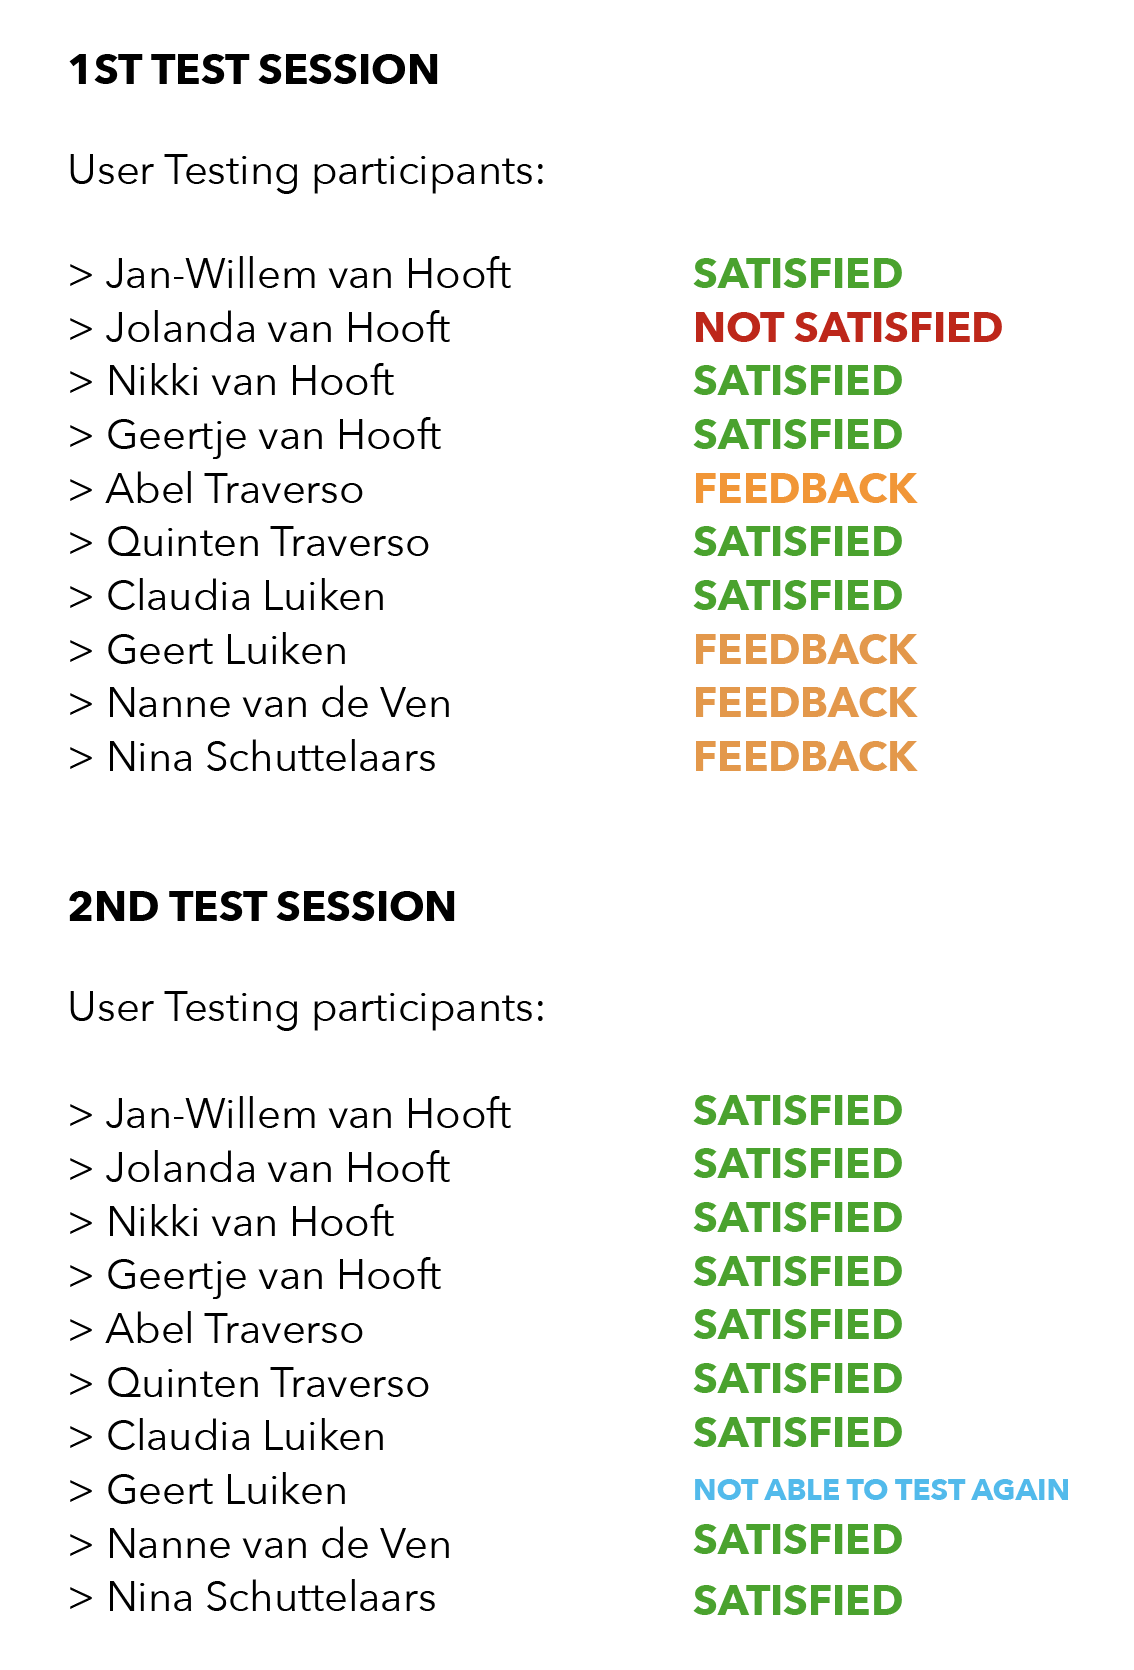 1ST TEST SESSION
User Testing participants:
> Jan-Willem van Hooft SATISFIED
> Jolanda van Hooft NOT SATISFIED
> Nikki van Hooft SATISFIED
> Geertje van Hooft SATISFIED
> Abel Traverso FEEDBACK
> Quinten Traverso SATISFIED
> Claudia Luiken SATISFIED
> Geert Luiken FEEDBACK
> Nanne van de Ven FEEDBACK
> Nina Schuttelaars FEEDBACK
2ND TEST SESSION
User Testing participants:
> Jan-Willem van Hooft SATISFIED
> Jolanda van Hooft SATISFIED
> Nikki van Hooft SATISFIED
> Geertje van Hooft SATISFIED
> Abel Traverso SATISFIED
> Quinten Traverso SATISFIED
> Claudia Luiken SATISFIED
> Geert Luiken NOT ABLE TO TEST AGAIN
> Nanne van de Ven SATISFIED
> Nina Schuttelaars SATISFIED